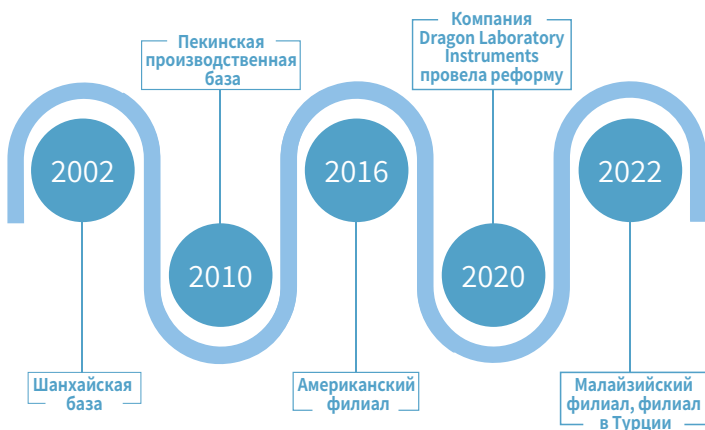 Пекинская
производственная
база
Компания
Dragon Laboratory
Instruments
провела реформу
2002
2016
2022
2010
2020
Шанхайская
база
Американский
филиал
Малайзийский
филиал, филиал
в Турции